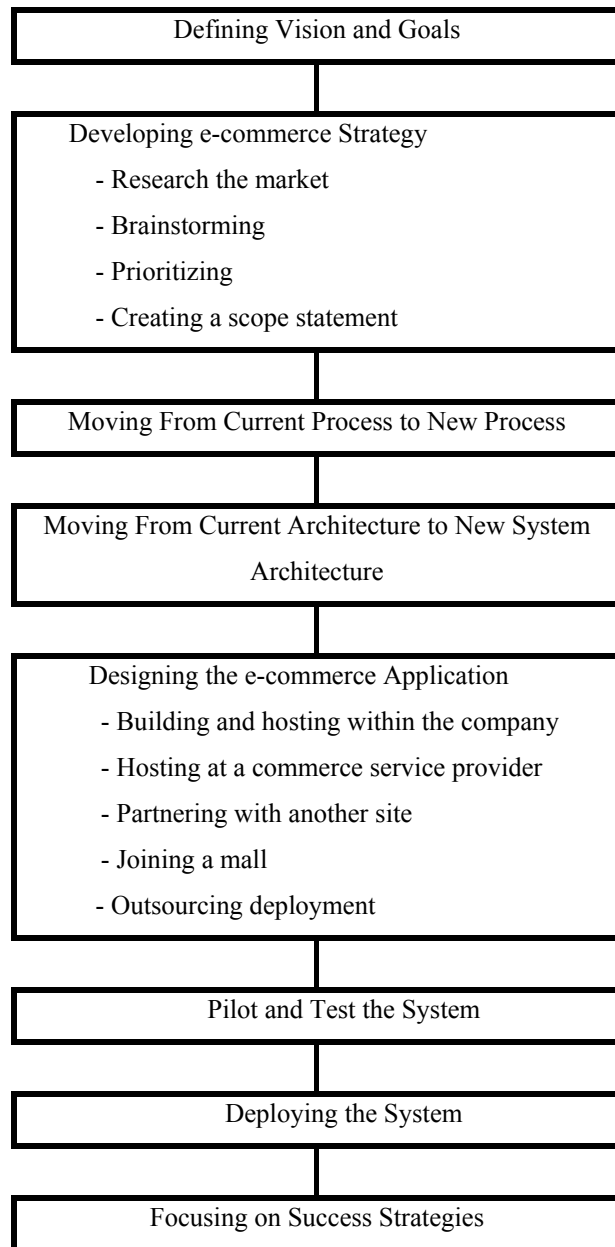 Defining Vision and Goals
Developing e-commerce Strategy
- Research the market
- Brainstorming
- Prioritizing
- Creating a scope statement
Moving From Current Process to New Process
Moving From Current Architecture to New System
Architecture
Designing the e-commerce Application
- Building and hosting within the company
- Hosting at a commerce service provider
- Partnering with another site
- Joining a mall
- Outsourcing deployment
Pilot and Test the System
Deploying the System
Focusing on Success Strategies